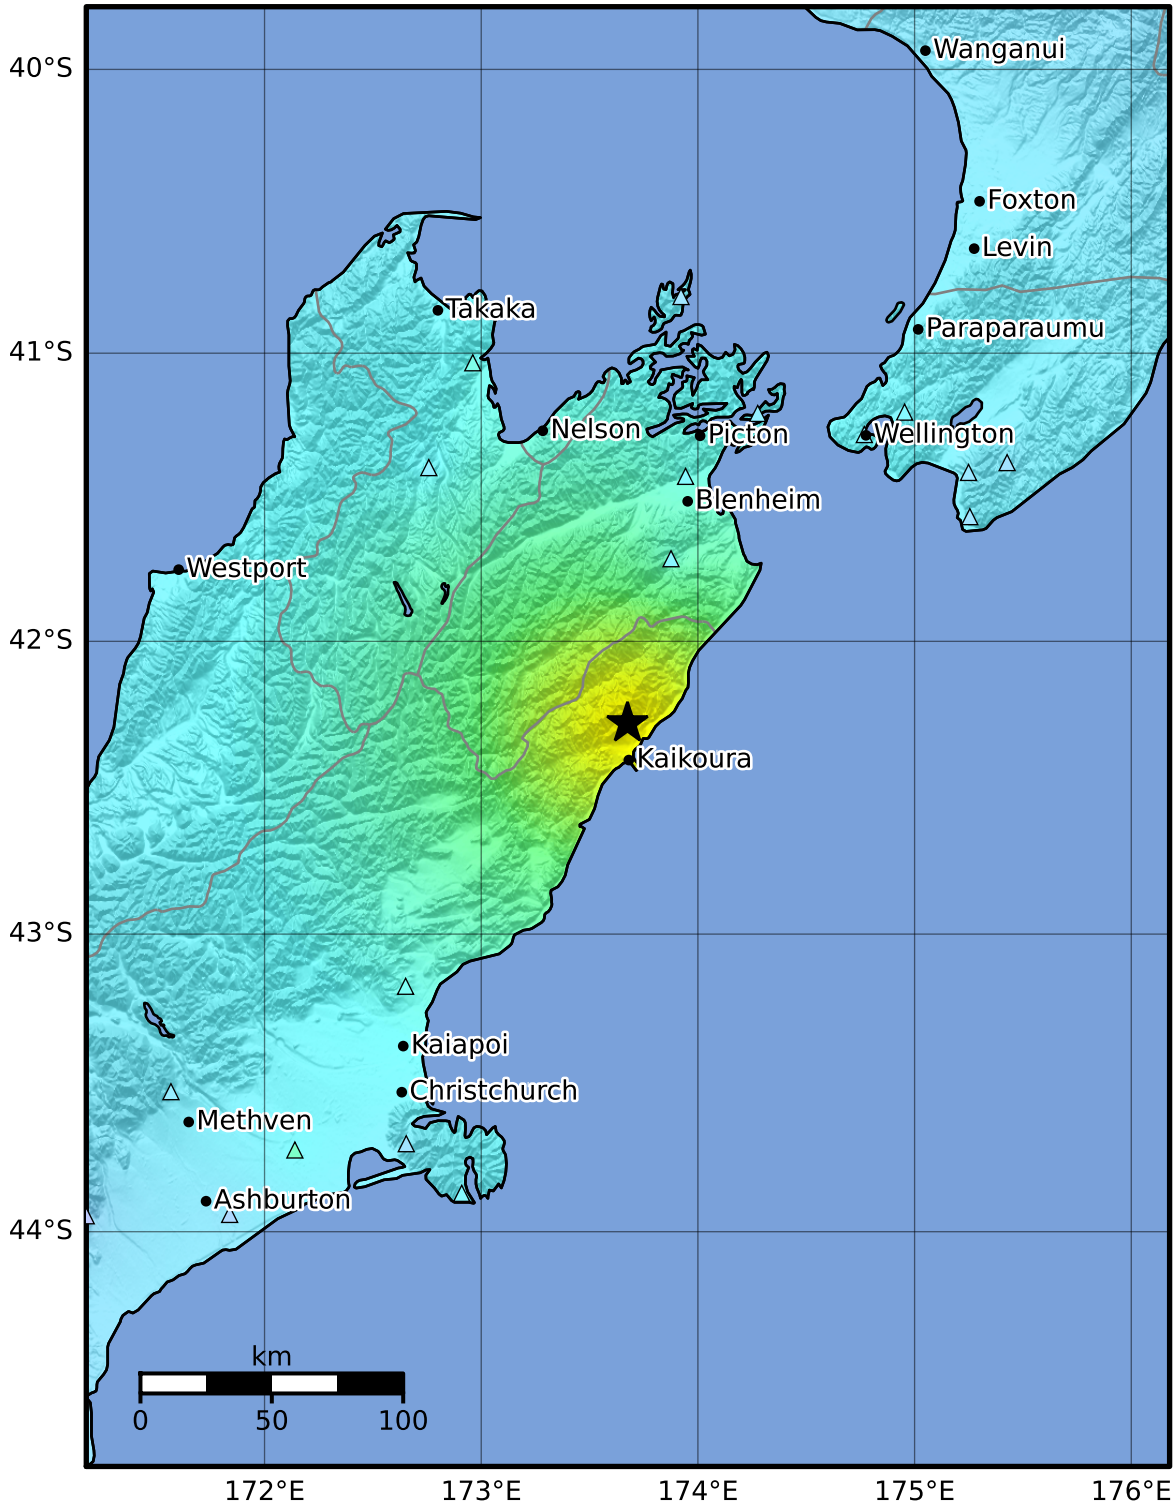 Wanganui
40°S
Foxton
Levin
Takaka
Paraparaumu
41°S
Nelson
Picton
Wellington
Blenheim
Westport
42°S
Kaikoura
43°S
Kaiapoi
Christchurch
Methven
Ashburton
44°S
km
0 50 100
172°E 173°E 174°E 175°E 176°E